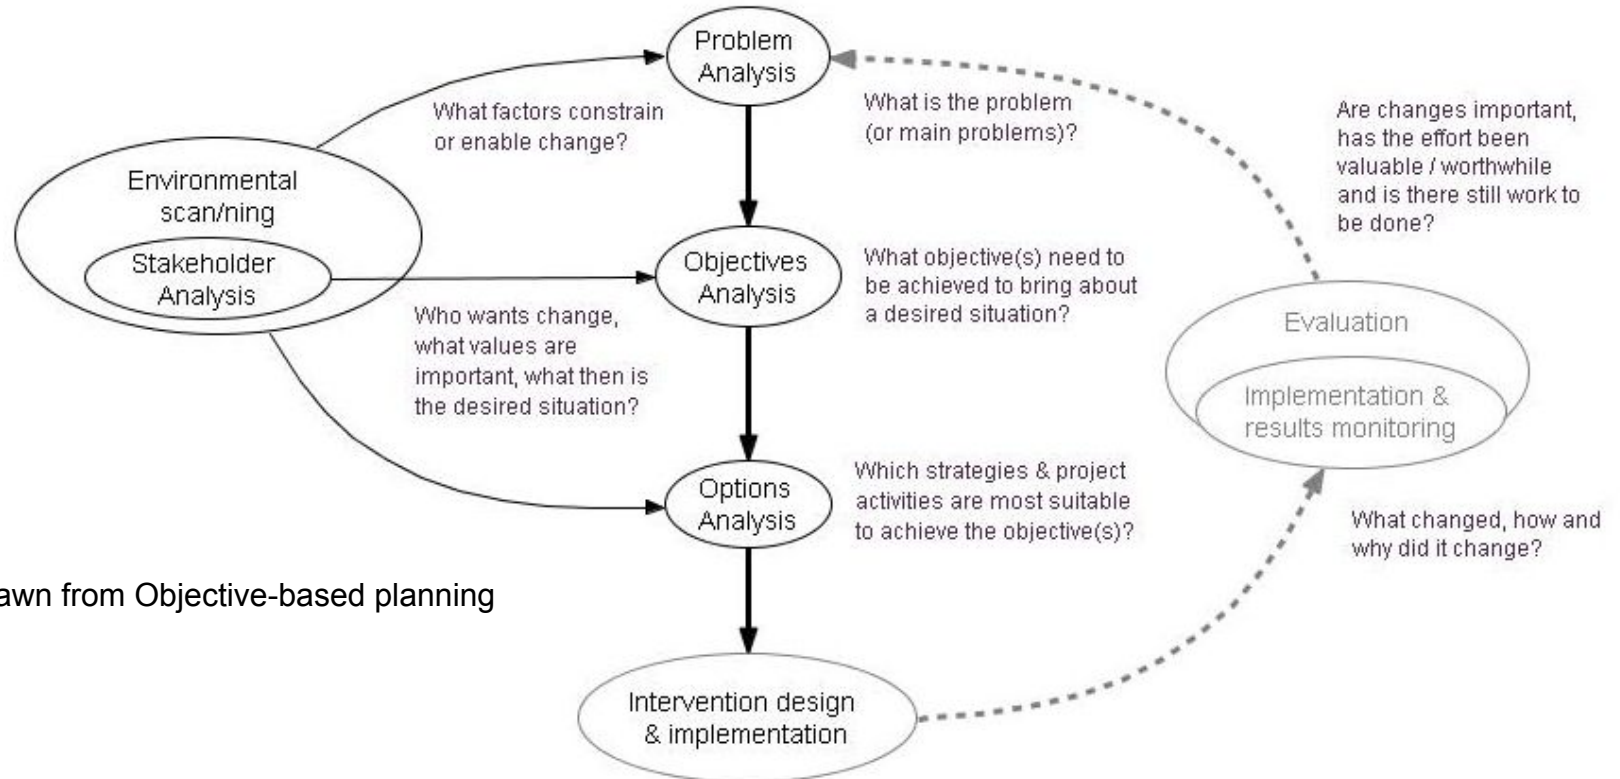 Problem
Analysis
What factors constrain
or enable change?
What is the problem
(or main problems)?
Are changes important,
has the effort been
valuable / worthwhile
and is there still work to
be done?
Environmental
scan/ning
Stakeholder
Analysis
Objectives
Analysis
What objective(s) need to
be achieved to bring about
a desired situation?
Who wants change,
what values are
important, what then is
the desired situation?
Evaluation
Implementation &
results monitoring
Options
Analysis
Which strategies & project
activities are most suitable
to achieve the objective(s)?
What changed, how and
why did it change?
awn from Objective-based planning
Intervention design
& implementation